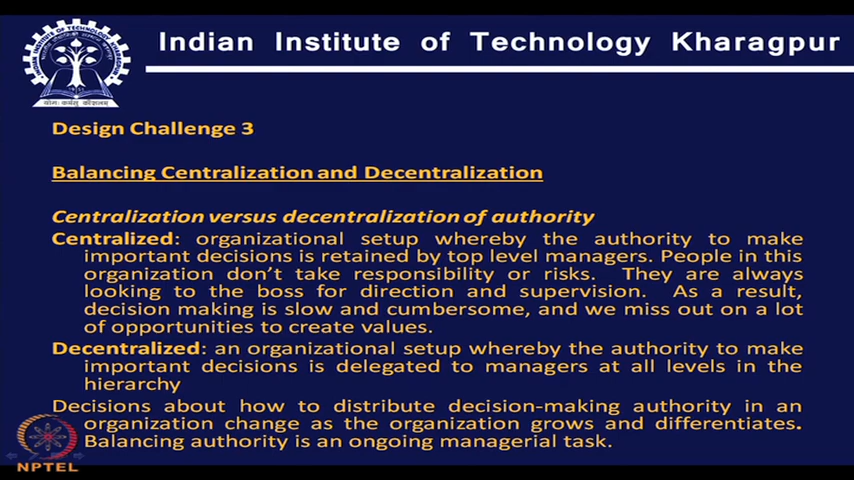 Indian Institute of Technology Kharagpur
Design Challenge 3
Balancing Centralization and Decentralization
Centralization versus decentralization of authority
Centralized: organizational setup whereby the authority to make
important decisions is retained by top level managers. People in this
organization don't take responsibility or risks. They are always
looking to the boss for direction and supervision. As a result,
decision making is slow and cumbersome, and we miss out on a lot
of opportunities to create values.
Decentralized: an organizational setup whereby the authority to make
important decisions is delegated to managers at all levels in the
hierarchy
Decisions about how to distribute decision-making authority in an
organization change as the organization grows and differentiates.
Balancing authority is an ongoing managerial task.
NPTEL